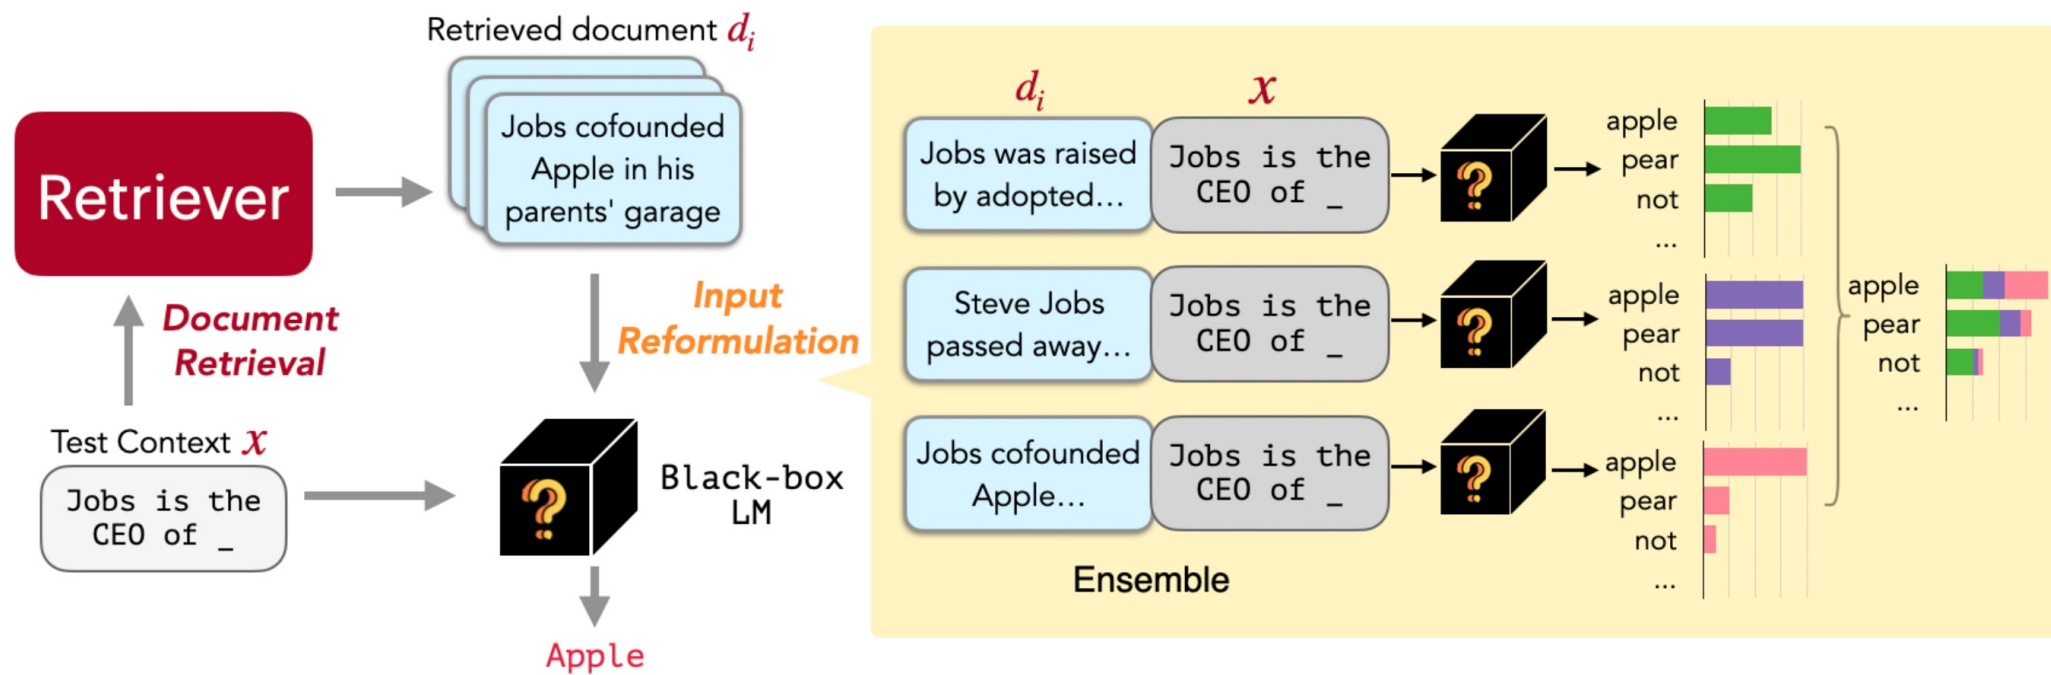 Retrieved document dᵢ
Jobs cofounded
Apple in his
parents' garage
Retriever
Document
Retrieval
Input
Reformulation
Test Context x
Jobs is the
CEO of _
Black-box
LM
Apple
dᵢ
x
Jobs was raised
by adopted...
Jobs is the
CEO of _
apple
pear
not
...
Steve Jobs
passed away...
Jobs is the
CEO of _
apple
pear
not
...
Jobs cofounded
Apple...
Jobs is the
CEO of _
apple
pear
not
...
apple
pear
not
...
Ensemble